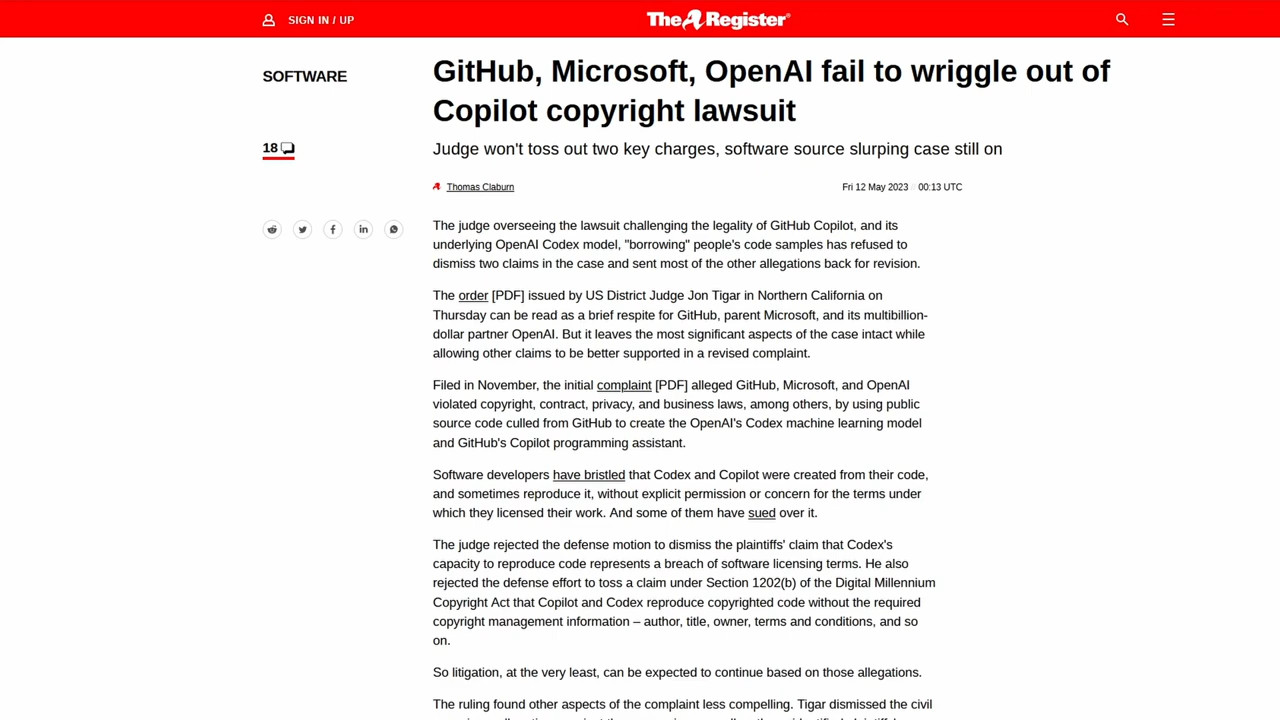 SIGN IN / UP
The Register®
SOFTWARE
GitHub, Microsoft, OpenAI fail to wriggle out of
Copilot copyright lawsuit
18
Judge won't toss out two key charges, software source slurping case still on
Thomas Claburn
Fri 12 May 2023 // 00:13 UTC
The judge overseeing the lawsuit challenging the legality of GitHub Copilot, and its
underlying OpenAI Codex model, "borrowing" people's code samples has refused to
dismiss two claims in the case and sent most of the other allegations back for revision.
The order [PDF] issued by US District Judge Jon Tigar in Northern California on
Thursday can be read as a brief respite for GitHub, parent Microsoft, and its multibillion-
dollar partner OpenAI. But it leaves the most significant aspects of the case intact while
allowing other claims to be better supported in a revised complaint.
Filed in November, the initial complaint [PDF] alleged GitHub, Microsoft, and OpenAI
violated copyright, contract, privacy, and business laws, among others, by using public
source code culled from GitHub to create the OpenAI's Codex machine learning model
and GitHub's Copilot programming assistant.
Software developers have bristled that Codex and Copilot were created from their code,
and sometimes reproduce it, without explicit permission or concern for the terms under
which they licensed their work. And some of them have sued over it.
The judge rejected the defense motion to dismiss the plaintiffs' claim that Codex's
capacity to reproduce code represents a breach of software licensing terms. He also
rejected the defense effort to toss a claim under Section 1202(b) of the Digital Millennium
Copyright Act that Copilot and Codex reproduce copyrighted code without the required
copyright management information – author, title, owner, terms and conditions, and so
on.
So litigation, at the very least, can be expected to continue based on those allegations.
The ruling found other aspects of the complaint less compelling. Tigar dismissed the civil